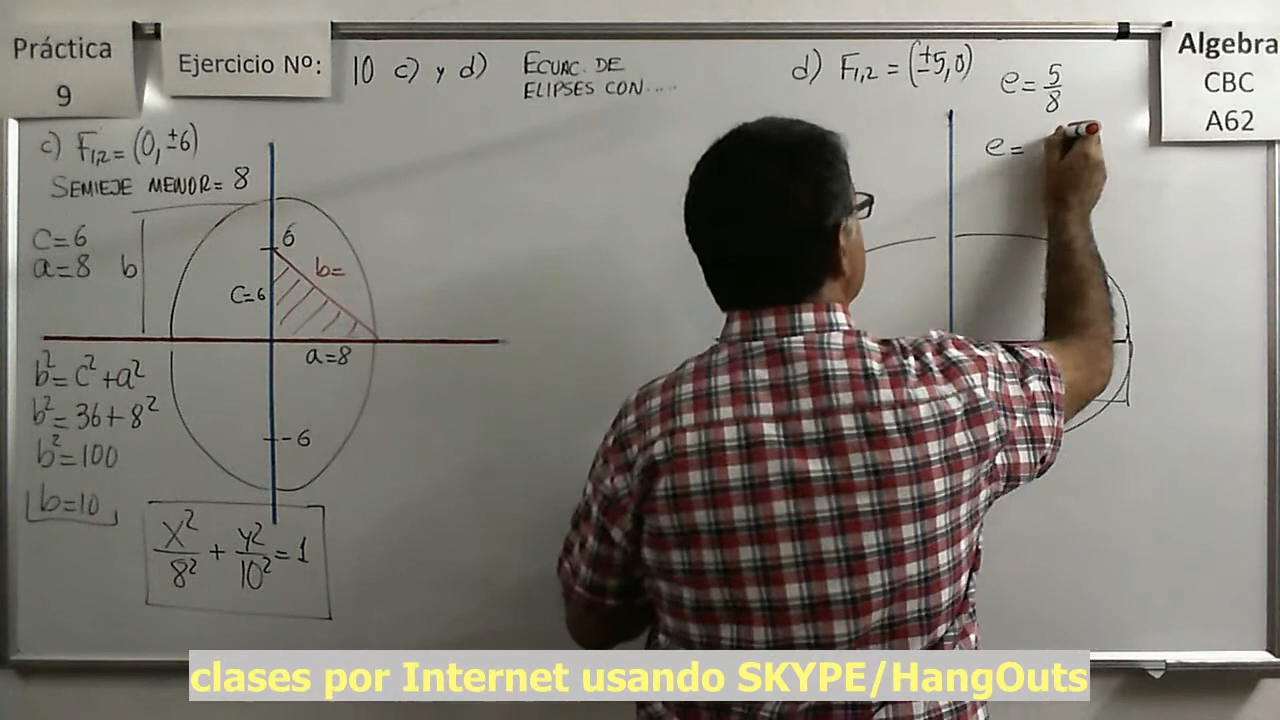 Práctica
9
Ejercicio Nº:
10 c) y d)
ECUAC. DE
ELIPSES CON....
Algebra
CBC
A62
c) F1,2 = (0, ±6)
SEMIEJE MENOR = 8
c=6
a=8
b
6
b=
C=6
a=8
-6
b²=c²+a²
b²=36+8²
b²=100
b=10
x²/8² + y²/10² = 1
d) F1,2 = (±5,0)
e= 5/8
e=
clases por Internet usando SKYPE/HangOuts